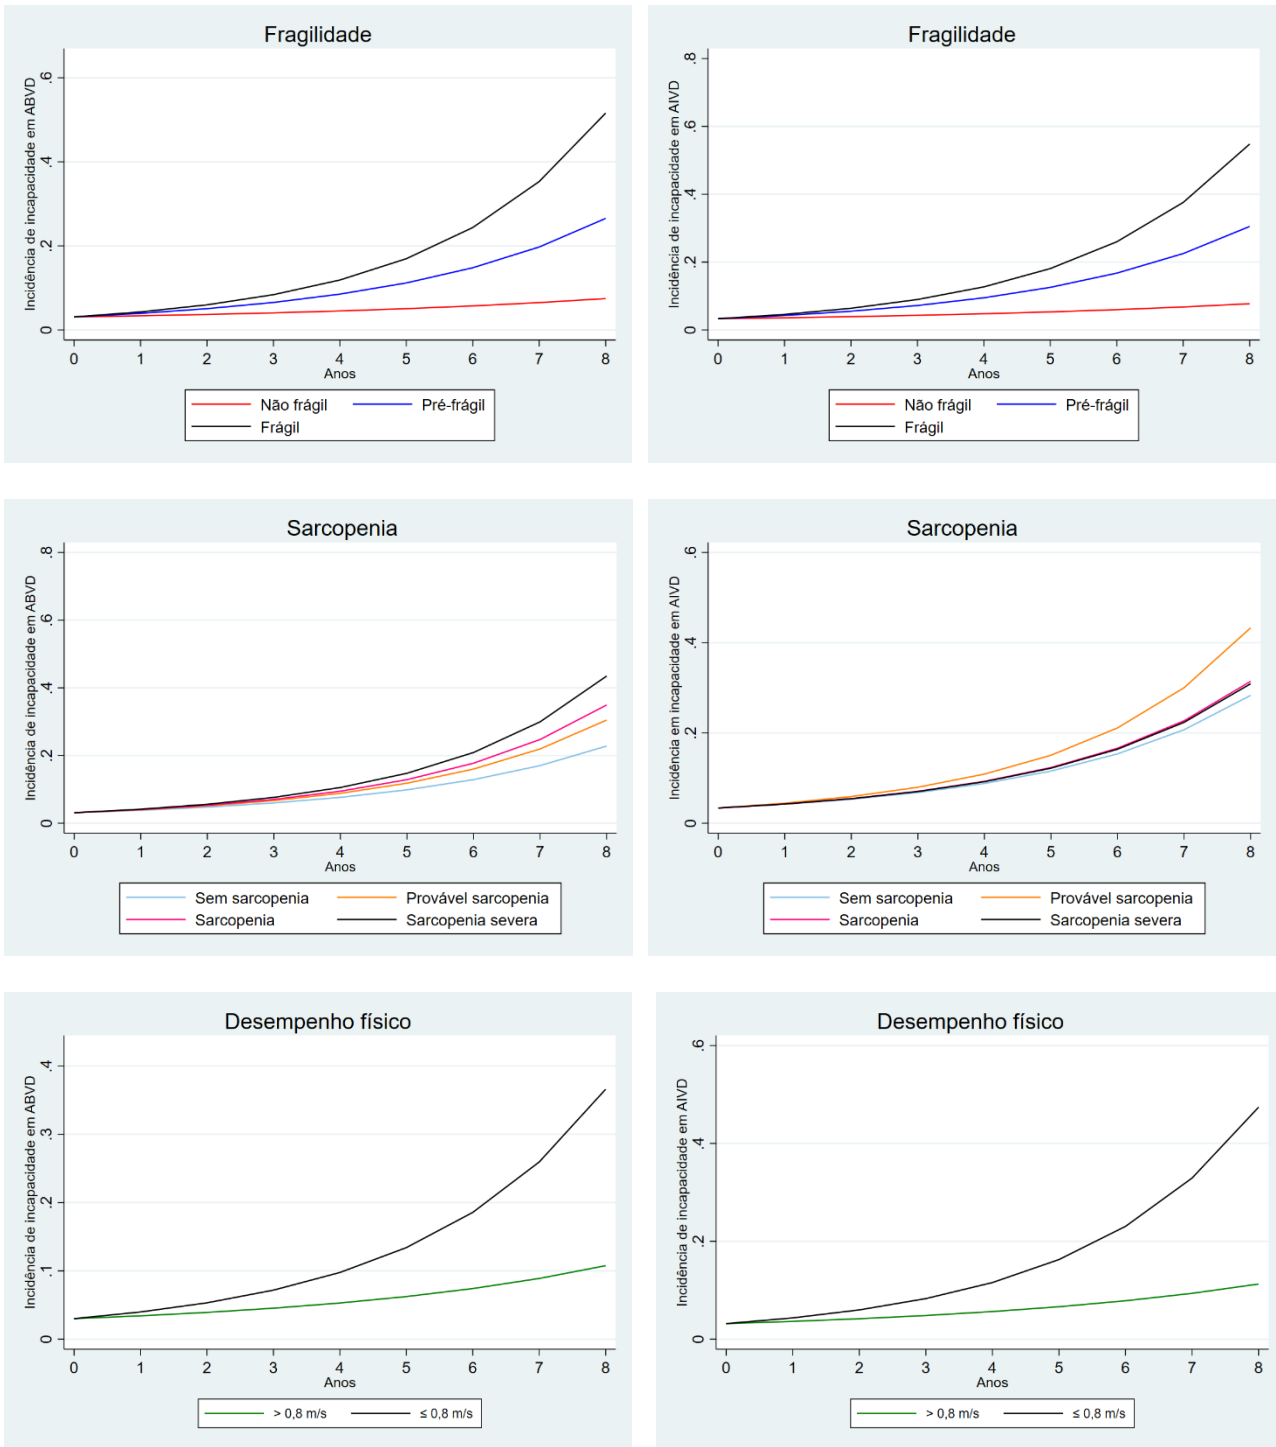 Fragilidade
Incidência de incapacidade em ABVD
.6
.4
.2
0
0 1 2 3 4 5 6 7 8
Anos
Não frágil Pré-frágil
Frágil
Fragilidade
Incidência de incapacidade em AIVD
.8
.6
.4
.2
0
0 1 2 3 4 5 6 7 8
Anos
Não frágil Pré-frágil
Frágil
Sarcopenia
Incidência de incapacidade em ABVD
.8
.6
.4
.2
0
0 1 2 3 4 5 6 7 8
Anos
Sem sarcopenia Provável sarcopenia
Sarcopenia Sarcopenia severa
Sarcopenia
Incidência em incapacidade em AIVD
.6
.4
.2
0
0 1 2 3 4 5 6 7 8
Anos
Sem sarcopenia Provável sarcopenia
Sarcopenia Sarcopenia severa
Desempenho físico
Incidência de incapacidade em ABVD
.4
.3
.2
.1
0
0 1 2 3 4 5 6 7 8
Anos
> 0,8 m/s ≤ 0,8 m/s
Desempenho físico
Incidência de incapacidade em AIVD
.6
.4
.2
0
0 1 2 3 4 5 6 7 8
Anos
> 0,8 m/s ≤ 0,8 m/s